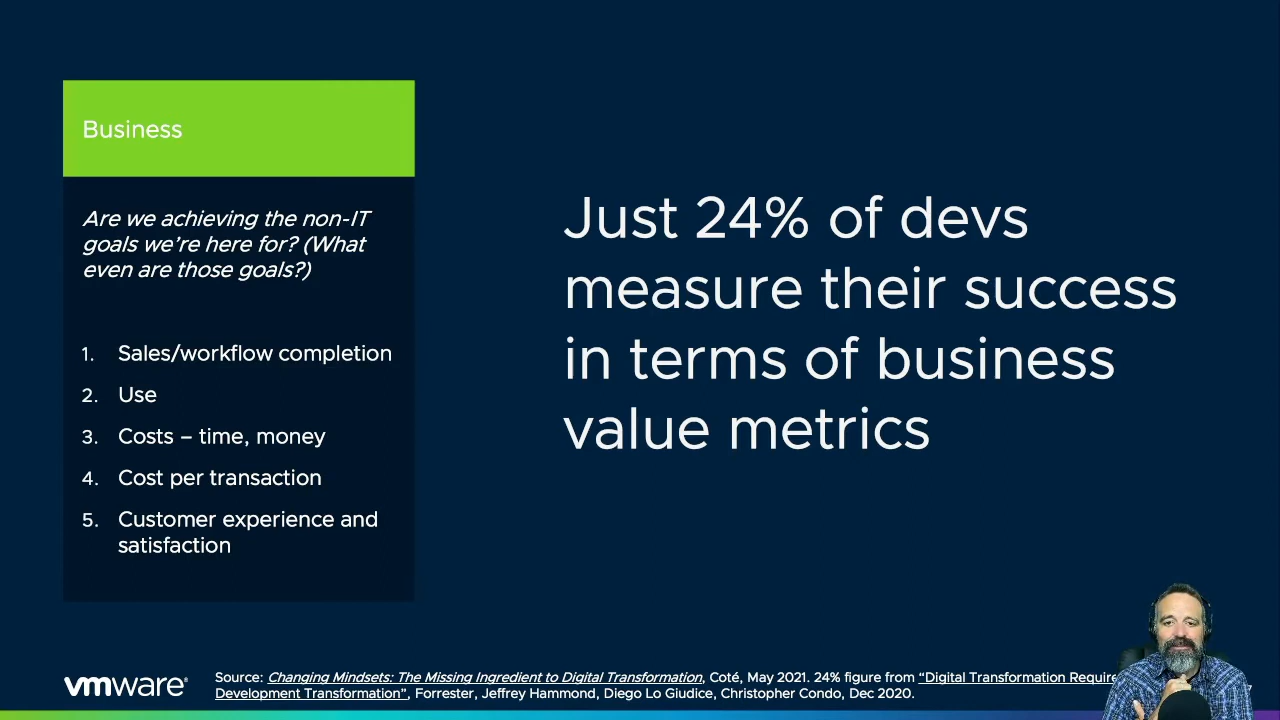 Business
Are we achieving the non-IT
goals we’re here for? (What
even are those goals?)
1. Sales/workflow completion
2. Use
3. Costs – time, money
4. Cost per transaction
5. Customer experience and
satisfaction
Just 24% of devs
measure their success
in terms of business
value metrics
vmware®
Source: Changing Mindsets: The Missing Ingredient to Digital Transformation, Coté, May 2021. 24% figure from “Digital Transformation
Development Transformation”, Forrester, Jeffrey Hammond, Diego Lo Giudice, Christopher Condo, Dec 2020.